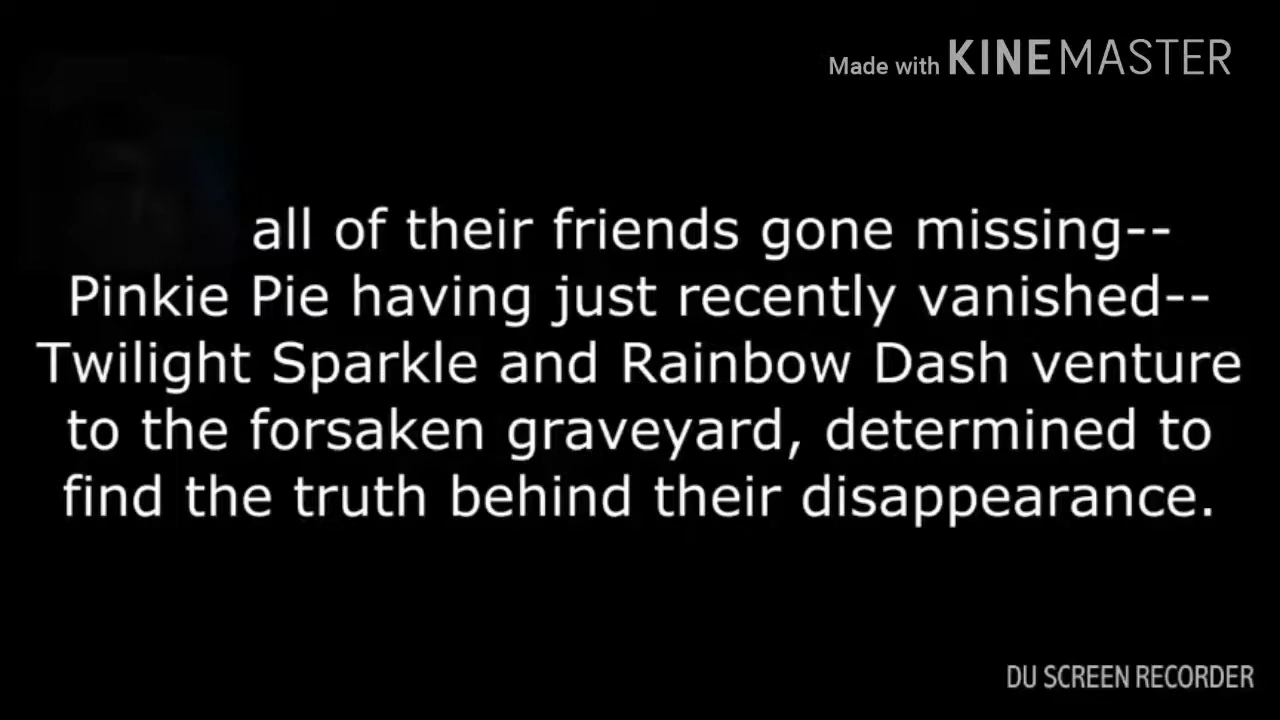 Made with KINEMASTER
all of their friends gone missing--
Pinkie Pie having just recently vanished--
Twilight Sparkle and Rainbow Dash venture
to the forsaken graveyard, determined to
find the truth behind their disappearance.
DU SCREEN RECORDER